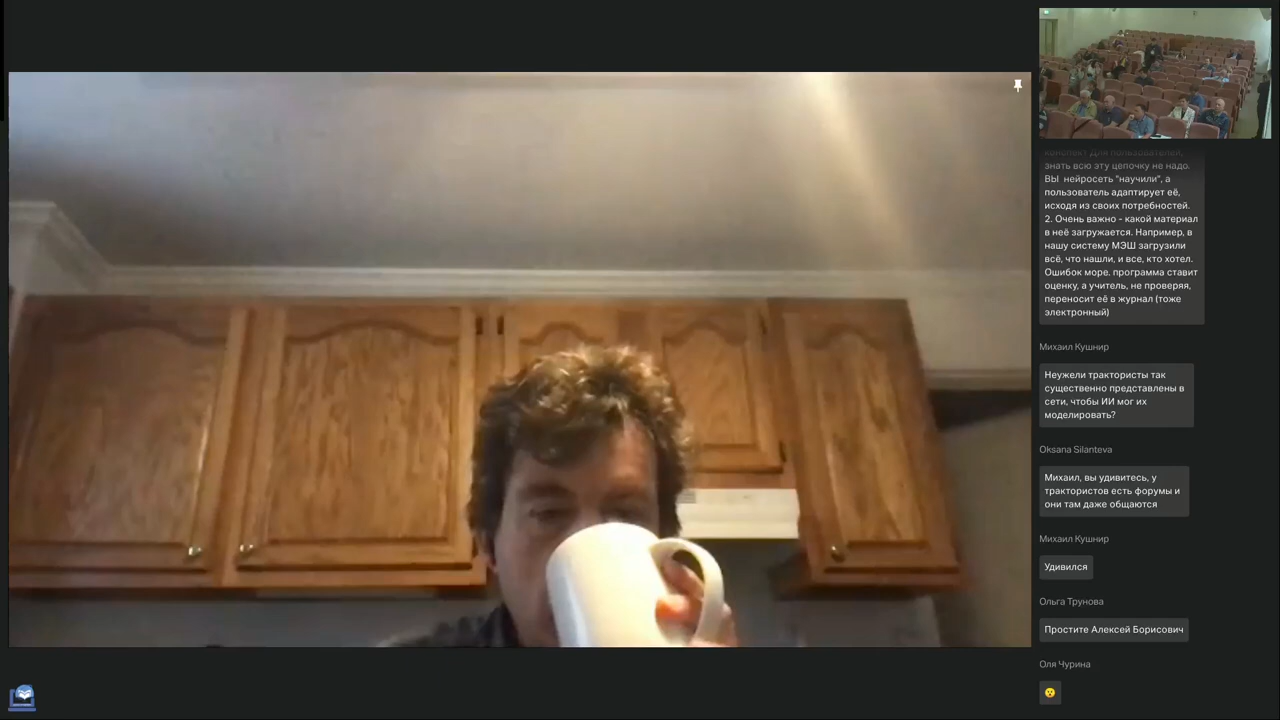 конспект? Для пользователей,
знать всю эту цепочку не надо.
ВЫ нейросеть "научили", а
пользователь адаптирует её,
исходя из своих потребностей.
2. Очень важно - какой материал
в неё загружается. Например, в
нашу систему МЭШ загрузили
всё, что нашли, и все, кто хотел.
Ошибок море. программа ставит
оценку, а учитель, не проверяя,
переносит её в журнал (тоже
электронный)
Михаил Кушнир
Неужели трактористы так
существенно представлены в
сети, чтобы ИИ мог их
моделировать?
Oksana Silanteva
Михаил, вы удивитесь, у
трактористов есть форумы и
они там даже общаются
Михаил Кушнир
Удивился
Ольга Трунова
Простите Алексей Борисович
Оля Чурина